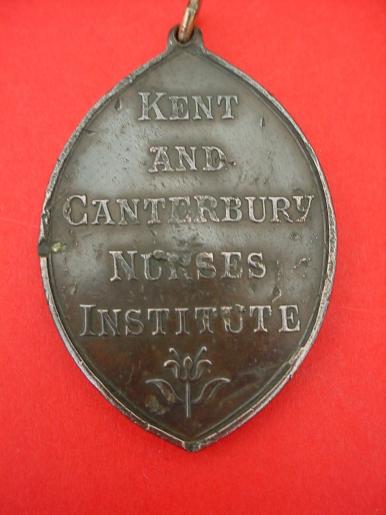 KENT
AND
CANTERBURY
NURSES
INSTITUTE